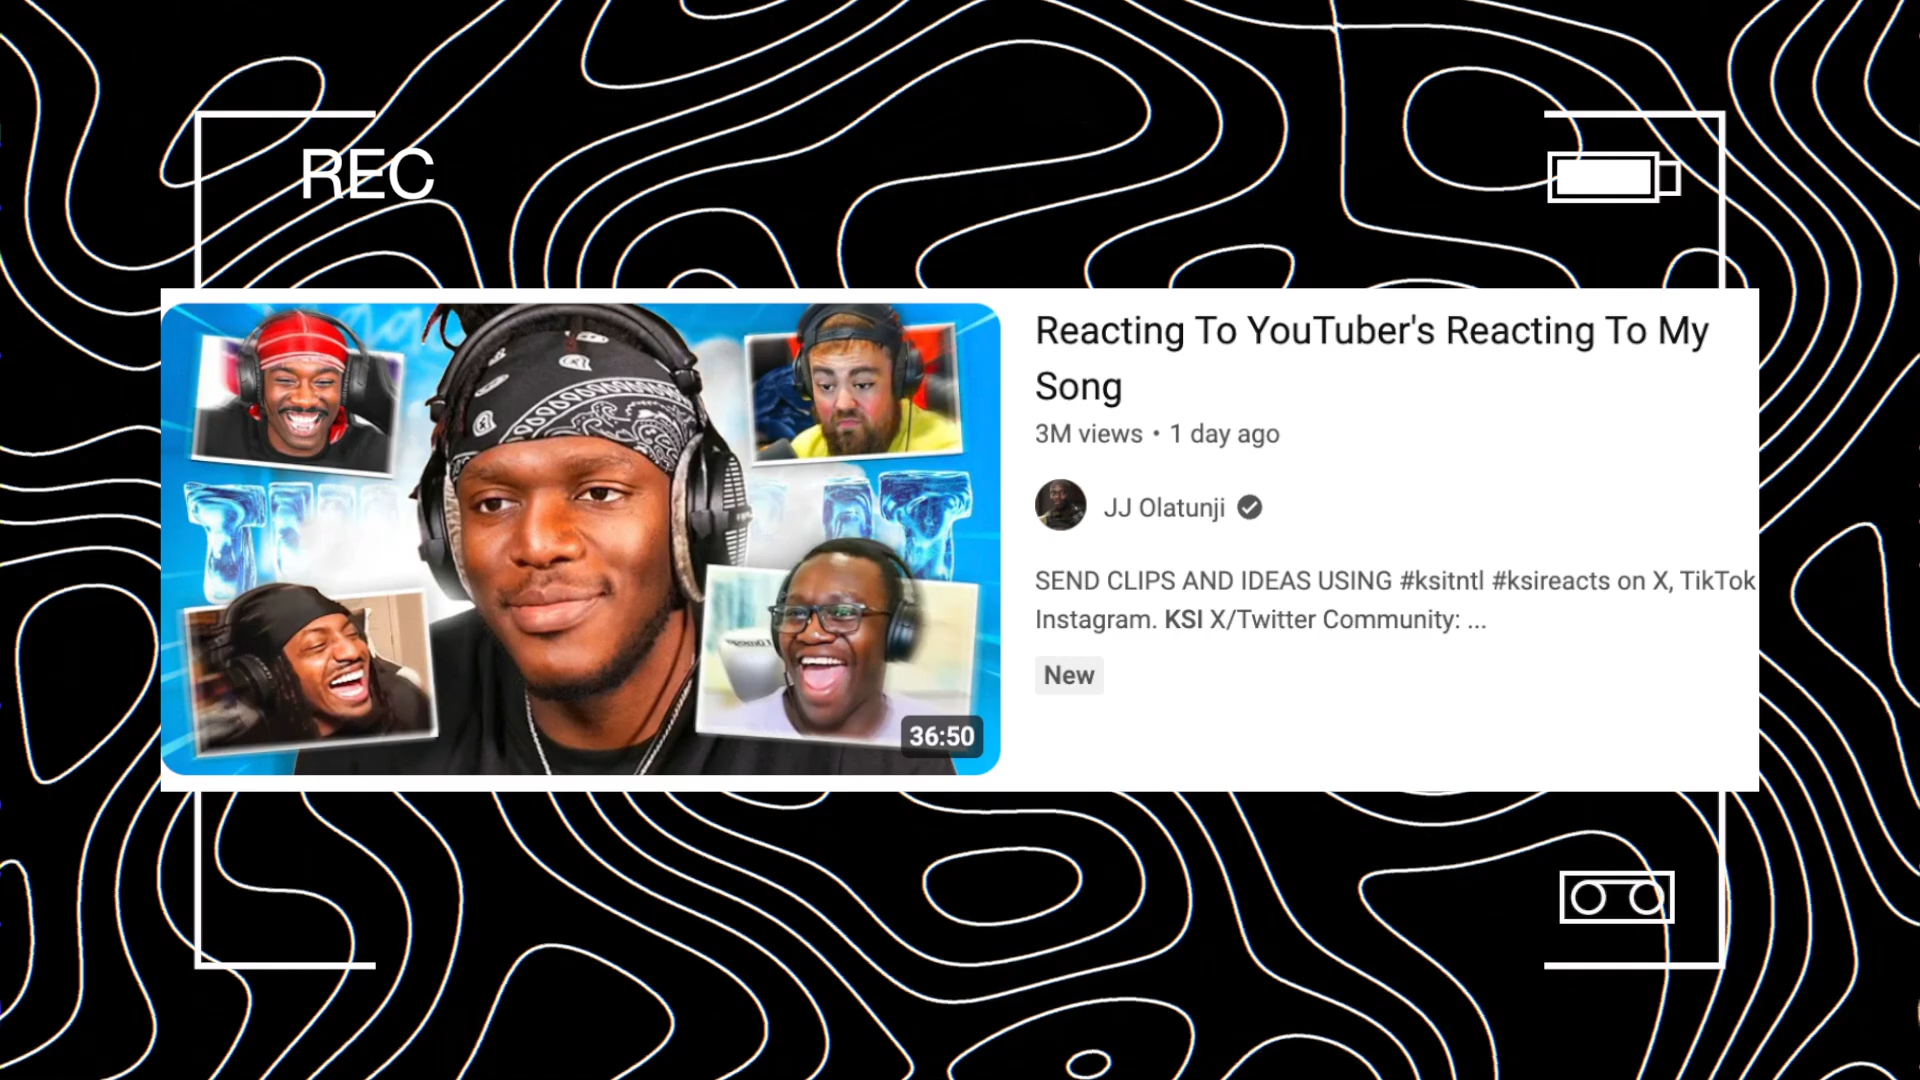 REC
36:50
Reacting To YouTuber's Reacting To My
Song
3M views • 1 day ago
JJ Olatunji
SEND CLIPS AND IDEAS USING #ksitntl #ksireacts on X, TikTok
Instagram. KSI X/Twitter Community: ...
New